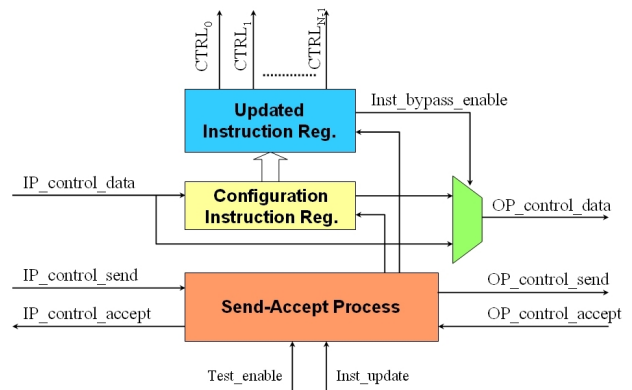 CTRL0
CTRL1
CTRLN-1
Updated
Instruction Reg.
Inst_bypass_enable
IP_control_data
Configuration
Instruction Reg.
OP_control_data
IP_control_send
Send-Accept Process
OP_control_send
IP_control_accept
OP_control_accept
Test_enable
Inst_update